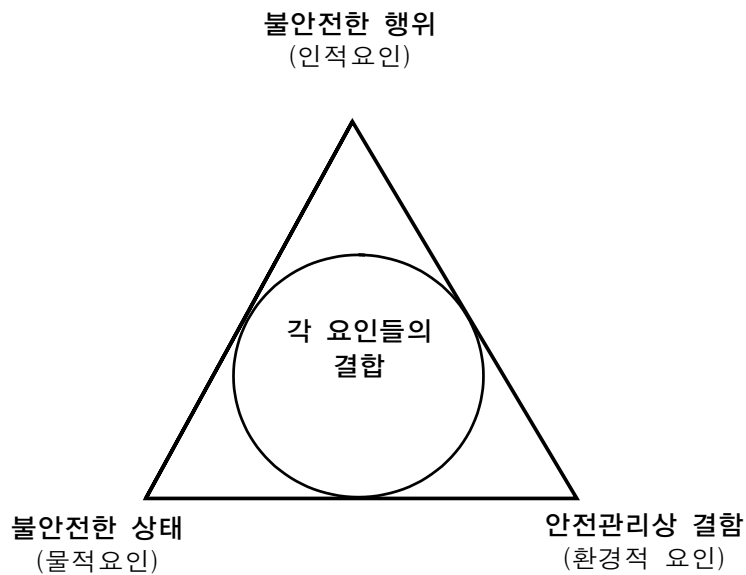 불안전한 행위
(인적요인)
각 요인들의
결합
불안전한 상태
(물적요인)
안전관리상 결함
(환경적 요인)